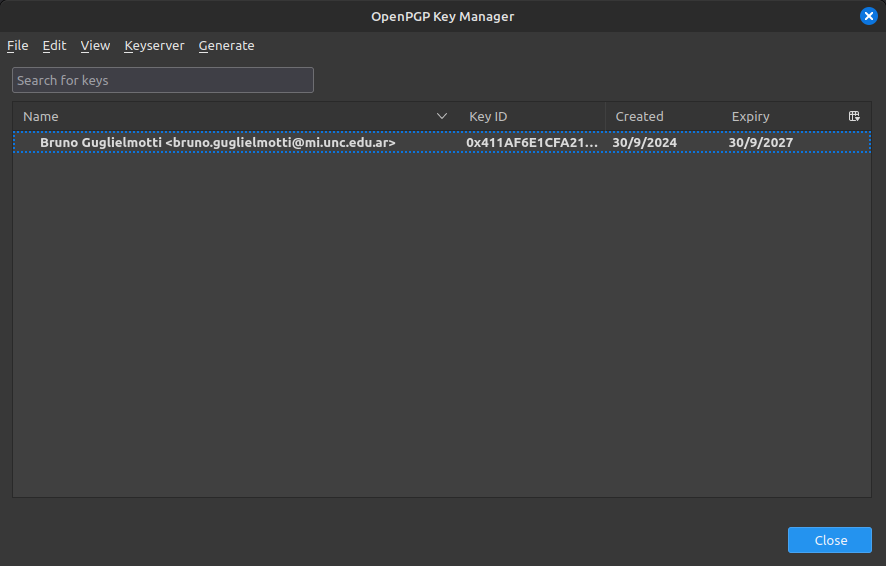 OpenPGP Key Manager
File Edit View Keyserver Generate
Search for keys
Name Key ID Created Expiry
Bruno Guglielmotti <bruno.guglielmotti@mi.unc.edu.ar> 0x411AF6E1CFA21... 30/9/2024 30/9/2027
Close